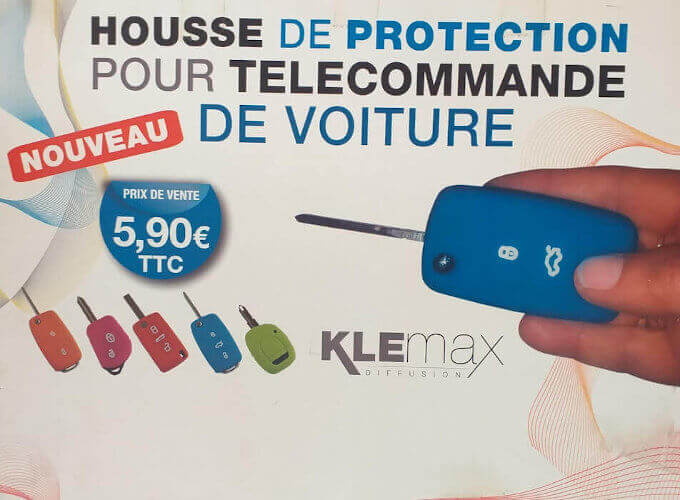 HOUSSE DE PROTECTION
POUR TELECOMMANDE
DE VOITURE
NOUVEAU
PRIX DE VENTE
5,90€
TTC
KLEmax
DIFFUSION